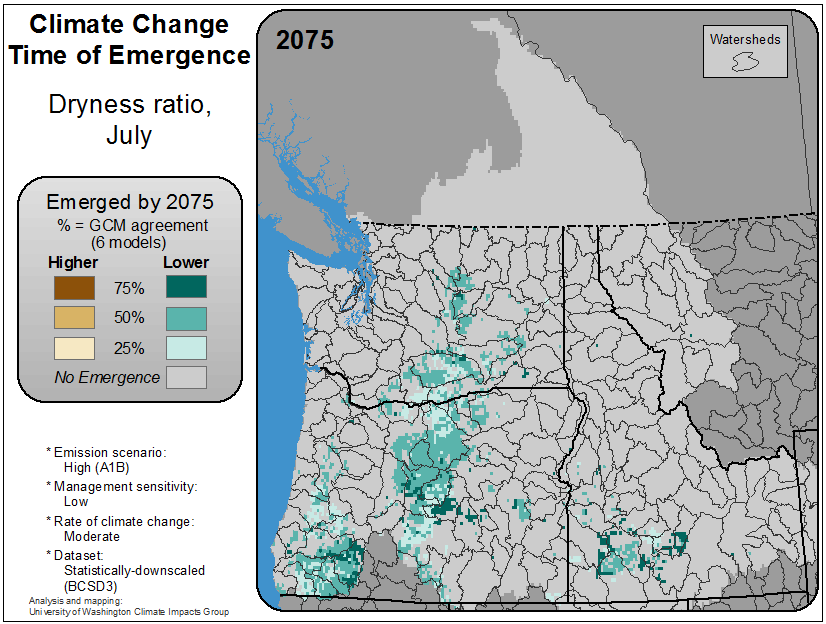 Climate Change
Time of Emergence
Dryness ratio,
July
Emerged by 2075
% = GCM agreement
(6 models)
Higher Lower
75%
50%
25%
No Emergence
* Emission scenario:
High (A1B)
* Management sensitivity:
Low
* Rate of climate change:
Moderate
* Dataset:
Statistically-downscaled
(BCSD3)
Analysis and mapping:
University of Washington Climate Impacts Group
2075
Watersheds